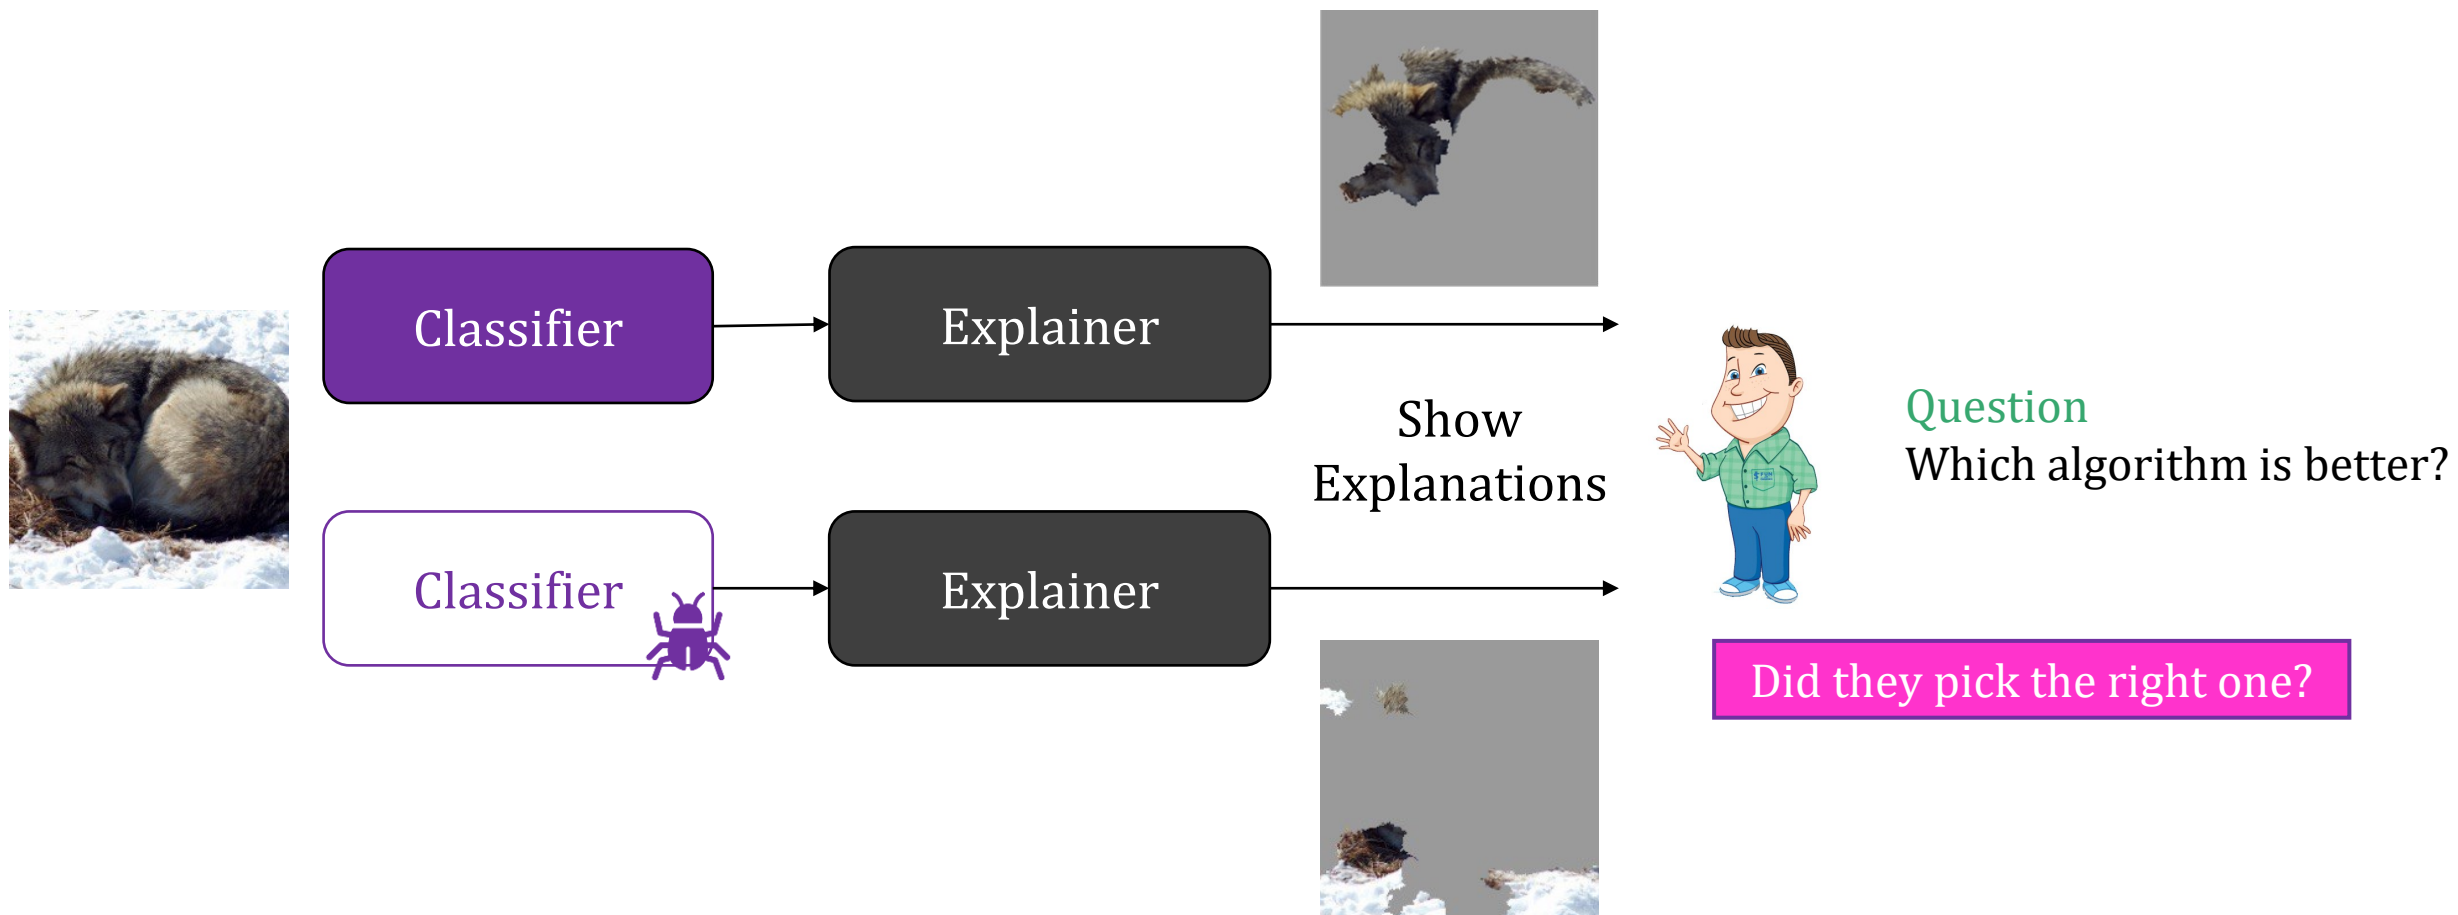 Classifier
Explainer
Show
Explanations
Classifier
Explainer
Question
Which algorithm is better?
Did they pick the right one?